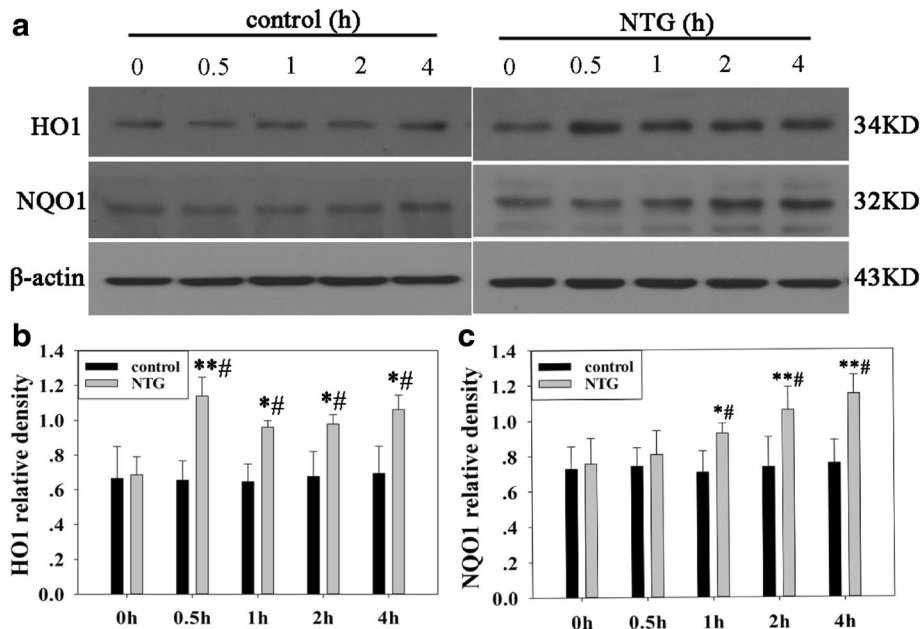 a
control (h)
NTG (h)
0 0.5 1 2 4
0 0.5 1 2 4
HO1
34KD
NQO1
32KD
β-actin
43KD
b
HO1 relative density
1.4
1.2
1.0
.8
.6
.4
.2
0.0
control
NTG
**#
*#
*#
*#
0h 0.5h 1h 2h 4h
c
NQO1 relative density
1.4
1.2
1.0
.8
.6
.4
.2
0.0
control
NTG
*#
**#
**#
0h 0.5h 1h 2h 4h